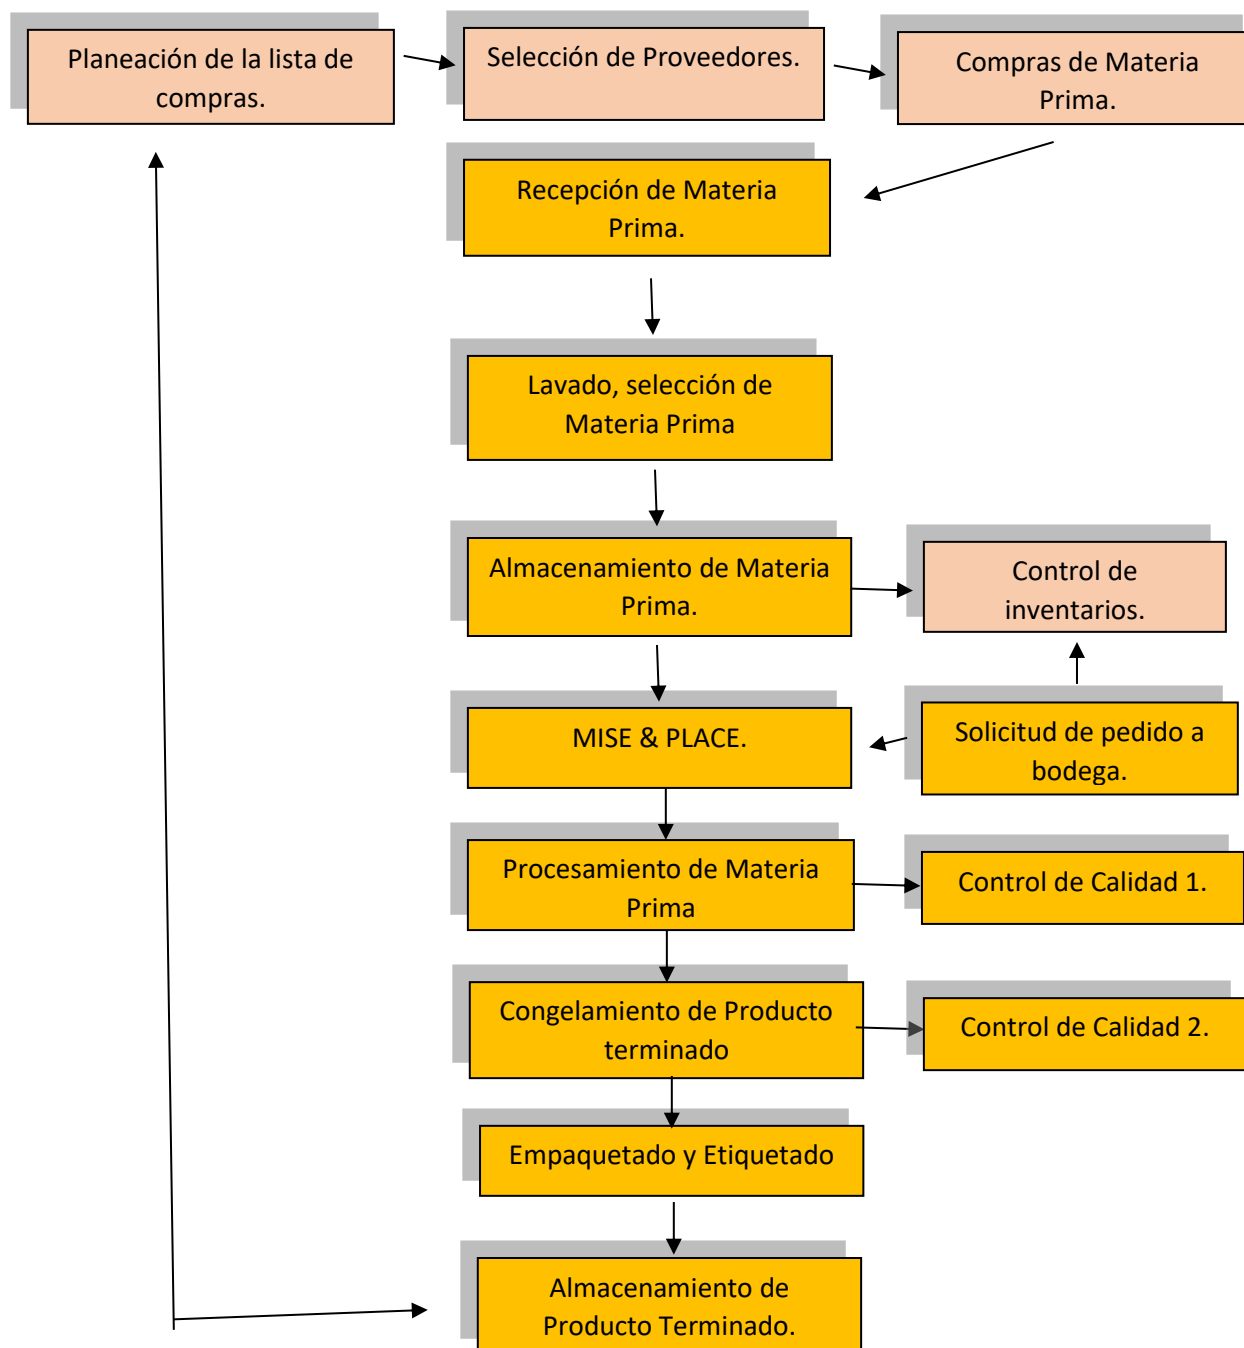 Planeación de la lista de
compras.
Selección de Proveedores.
Compras de Materia
Prima.
Recepción de Materia
Prima.
Lavado, selección de
Materia Prima
Almacenamiento de Materia
Prima.
Control de
inventarios.
MISE & PLACE.
Solicitud de pedido a
bodega.
Procesamiento de Materia
Prima
Control de Calidad 1.
Congelamiento de Producto
terminado
Control de Calidad 2.
Empaquetado y Etiquetado
Almacenamiento de
Producto Terminado.